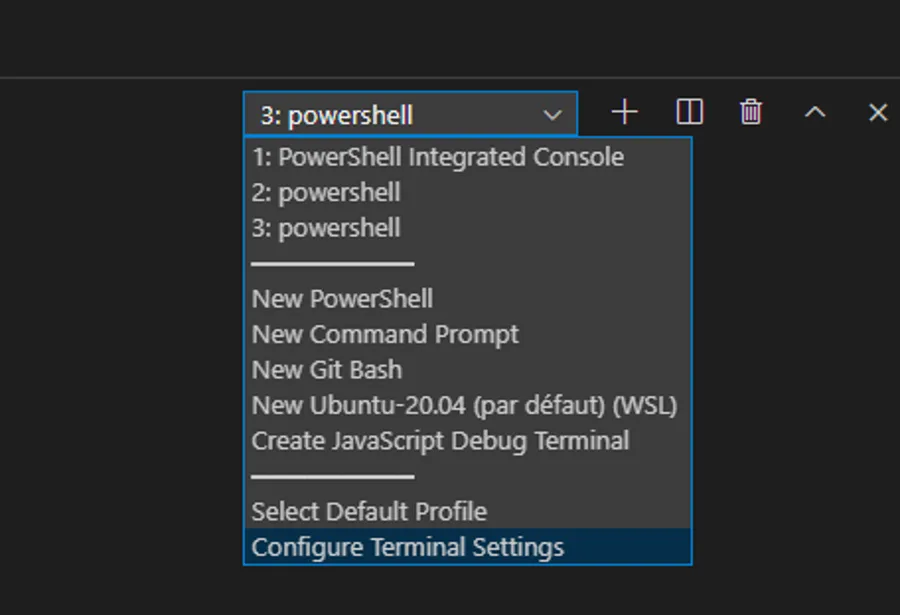 3: powershell
1: PowerShell Integrated Console
2: powershell
3: powershell
New PowerShell
New Command Prompt
New Git Bash
New Ubuntu-20.04 (par défaut) (WSL)
Create JavaScript Debug Terminal
Select Default Profile
Configure Terminal Settings